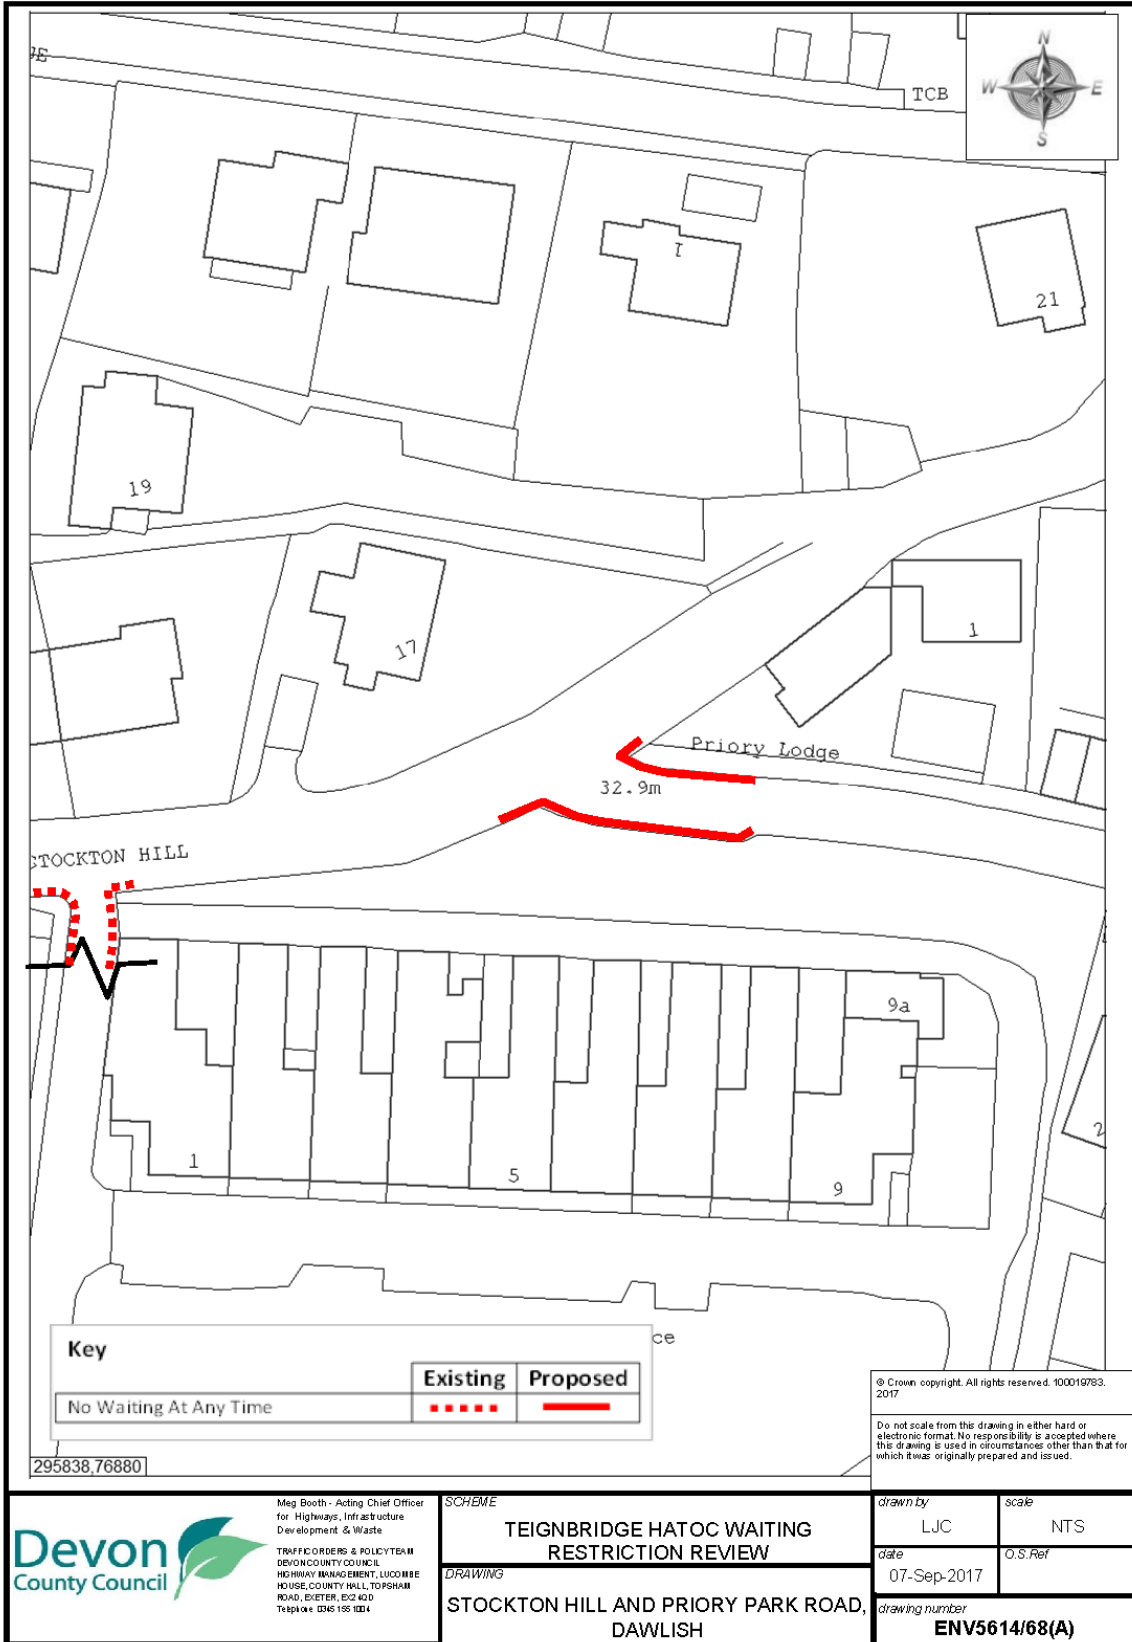 N
W E
S
TCB
I
21
19
17
1
Priory Lodge
32.9m
STOCKTON HILL
9a
2
1
5
9
ce
Key
Existing Proposed
No Waiting At Any Time
295838,76880
© Crown copyright. All rights reserved. 100019783.
2017
Do not scale from this drawing in either hard or
electronic format. No responsibility is accepted where
this drawing is used in circumstances other than that for
which it was originally prepared and issued.
Devon
County Council
Meg Booth - Acting Chief Officer
for Highways, Infrastructure
Development & Waste
TRAFFIC ORDERS & POLICY TEAM
DEVON COUNTY COUNCIL
HIGHWAY MANAGEMENT, LUCOMBE
HOUSE, COUNTY HALL, TOPSHAM
ROAD, EXETER, EX2 4QD
Telephone 0345 155 1004
SCHEME
TEIGNBRIDGE HATOC WAITING
RESTRICTION REVIEW
DRAWING
STOCKTON HILL AND PRIORY PARK ROAD,
DAWLISH
drawn by
LJC
scale
NTS
date
07-Sep-2017
O.S.Ref
drawing number
ENV5614/68(A)